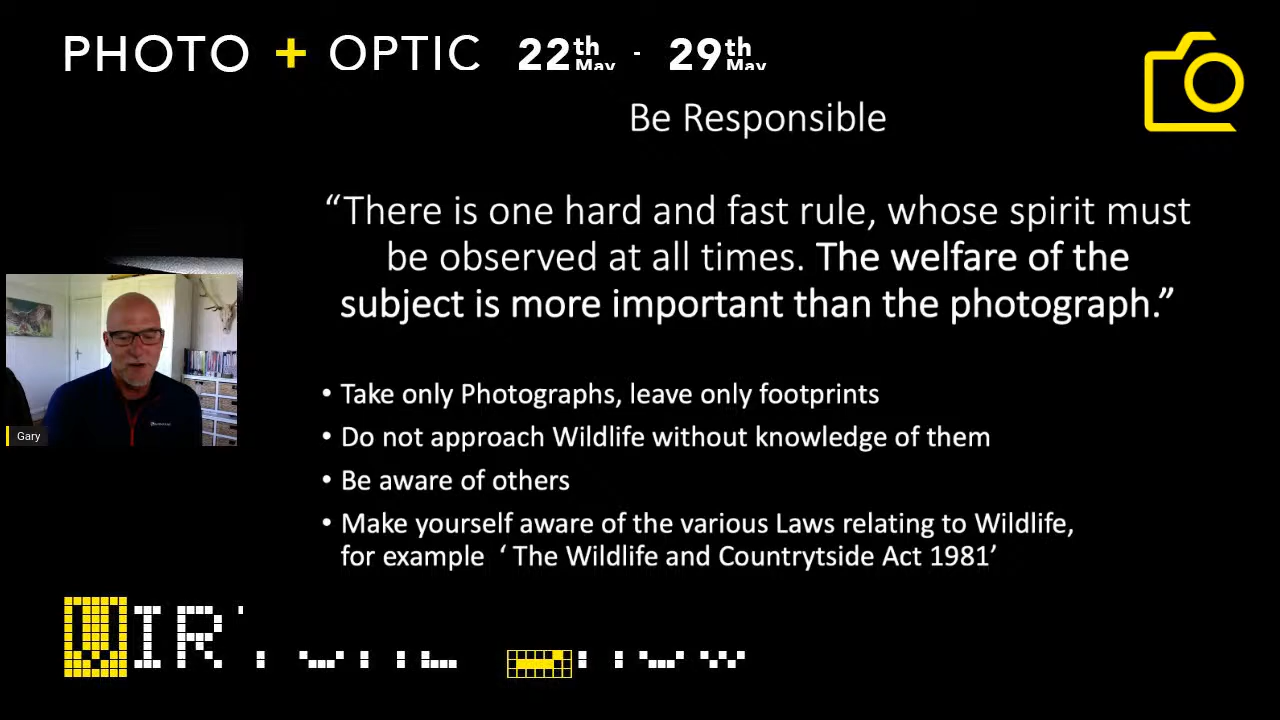 PHOTO + OPTIC 22th May - 29th May
Be Responsible
“There is one hard and fast rule, whose spirit must
be observed at all times. The welfare of the
subject is more important than the photograph.”
• Take only Photographs, leave only footprints
• Do not approach Wildlife without knowledge of them
• Be aware of others
• Make yourself aware of the various Laws relating to Wildlife,
for example ‘ The Wildlife and Countrytside Act 1981’
Gary